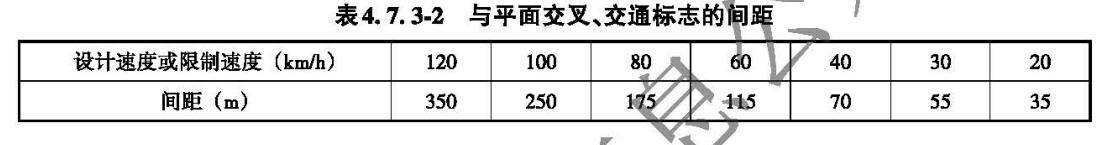 表4.7.3-2 与平面交叉、交通标志的间距
设计速度或限制速度（km/h） 120 100 80 60 40 30 20
间距（m） 350 250 175 115 70 55 35
息公